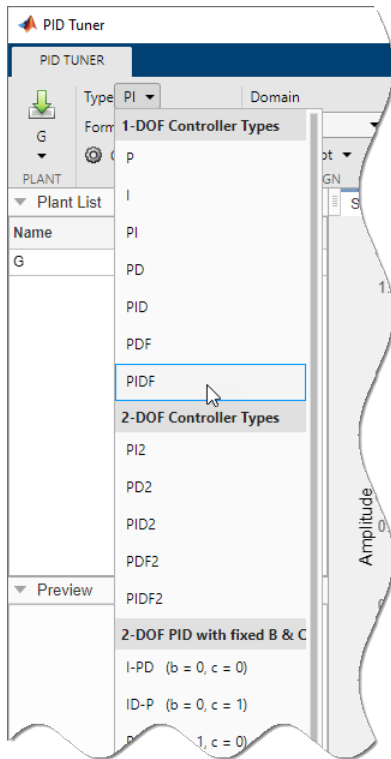 PID Tuner
PID TUNER
Type: PI
Domain
Form
G
PLANT
Plant List
Name
G
1-DOF Controller Types
P
I
PI
PD
PID
PDF
PIDF
2-DOF Controller Types
PI2
PD2
PID2
PDF2
PIDF2
2-DOF PID with fixed B & C
I-PD (b = 0, c = 0)
ID-P (b = 0, c = 1)
1, c = 0)
Preview
Amplitude